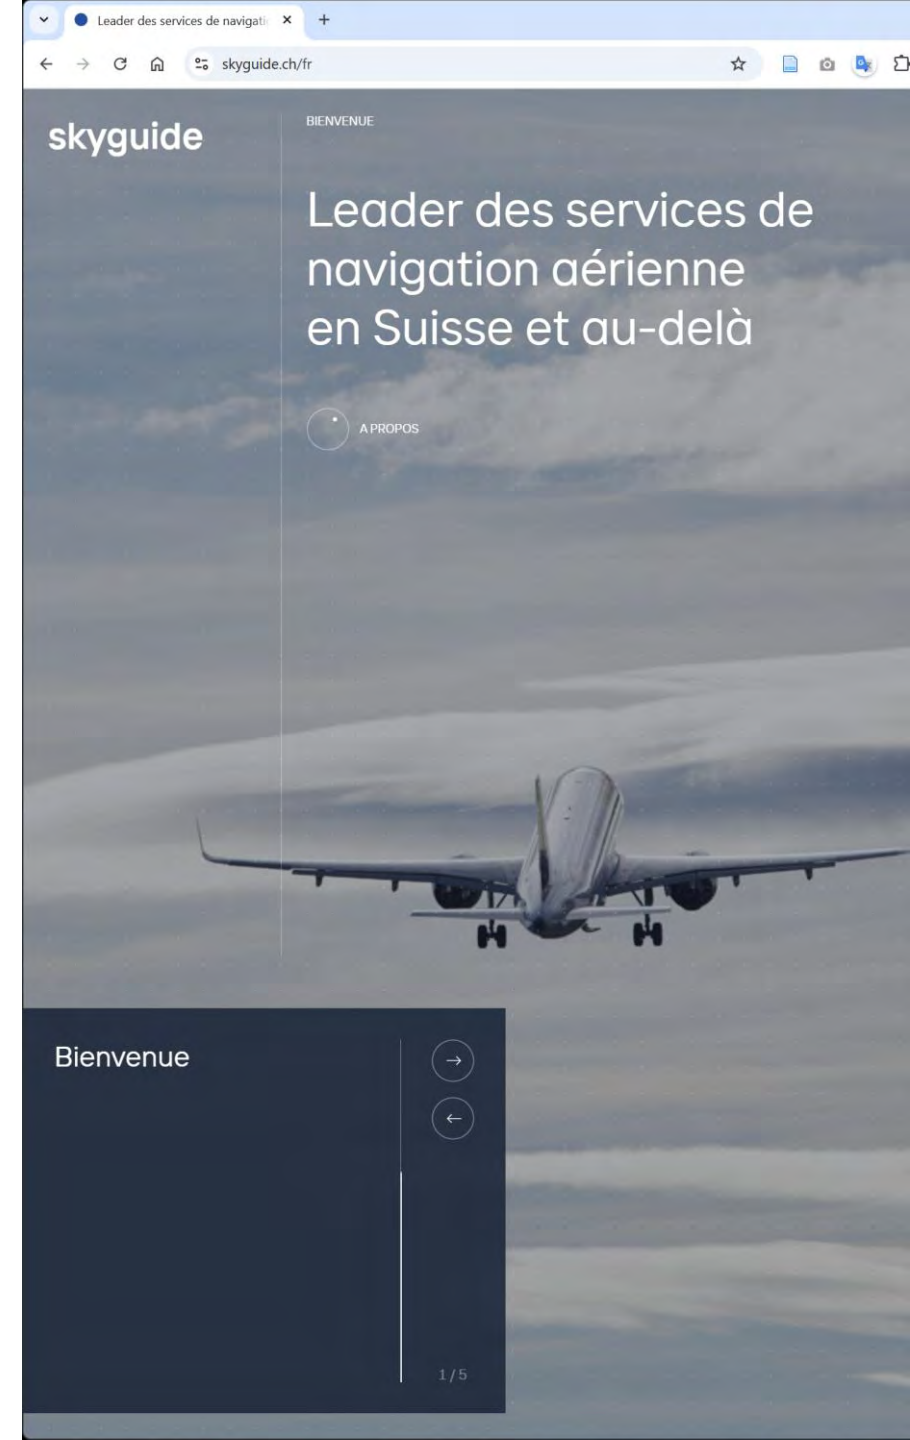 Leader des services de navigati
skyguide.ch/fr
skyguide
BIENVENUE
Leader des services de
navigation aérienne
en Suisse et au-delà
A PROPOS
Bienvenue
1 / 5